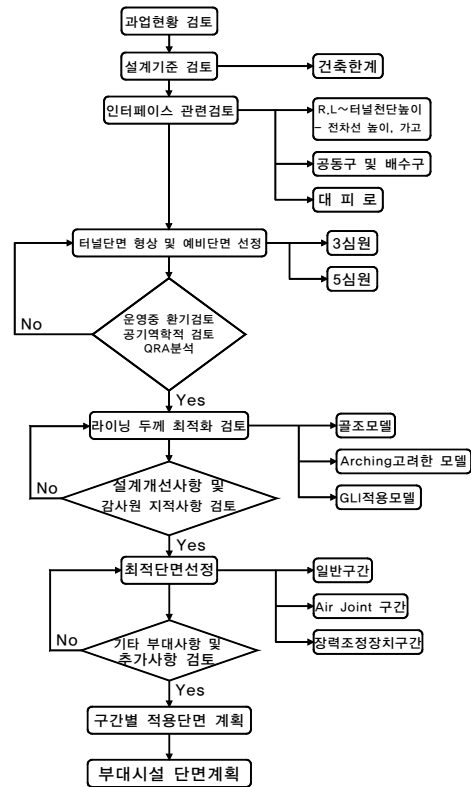 과업현황 검토
설계기준 검토
건축한계
인터페이스 관련검토
R,L～터널천단높이
- 전차선 높이, 가고
공동구 및 배수구
대 피 로
터널단면 형상 및 예비단면 선정
3심원
5심원
No
운영중 환기검토
공기역학적 검토
QRA분석
Yes
라이닝 두께 최적화 검토
골조모델
Arching고려한 모델
GLI적용모델
No
설계개선사항 및
감사원 지적사항 검토
Yes
최적단면선정
일반구간
Air Joint 구간
장력조정장치구간
No
기타 부대사항 및
추가사항 검토
Yes
구간별 적용단면 계획
부대시설 단면계획